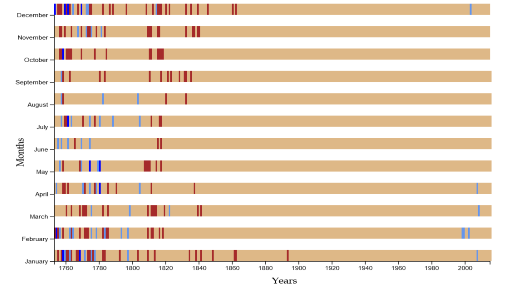 December
November
October
September
August
July
June
May
April
March
February
January
Months
1760 1780 1800 1820 1840 1860 1880 1900 1920 1940 1960 1980 2000
Years